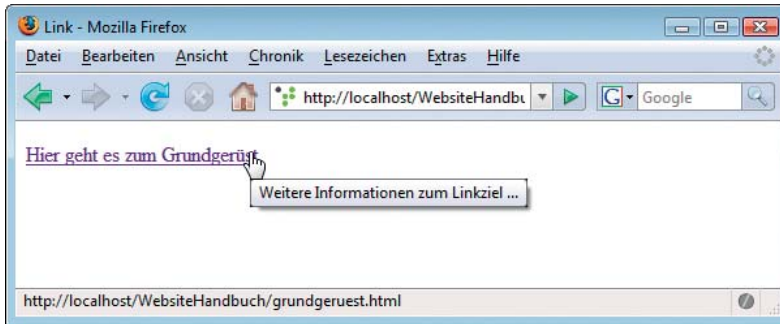 Link - Mozilla Firefox
Datei Bearbeiten Ansicht Chronik Lesezeichen Extras Hilfe
http://localhost/WebsiteHandbu G Google
Hier geht es zum Grundgerüst
Weitere Informationen zum Linkziel ...
http://localhost/WebsiteHandbuch/grundgeruest.html